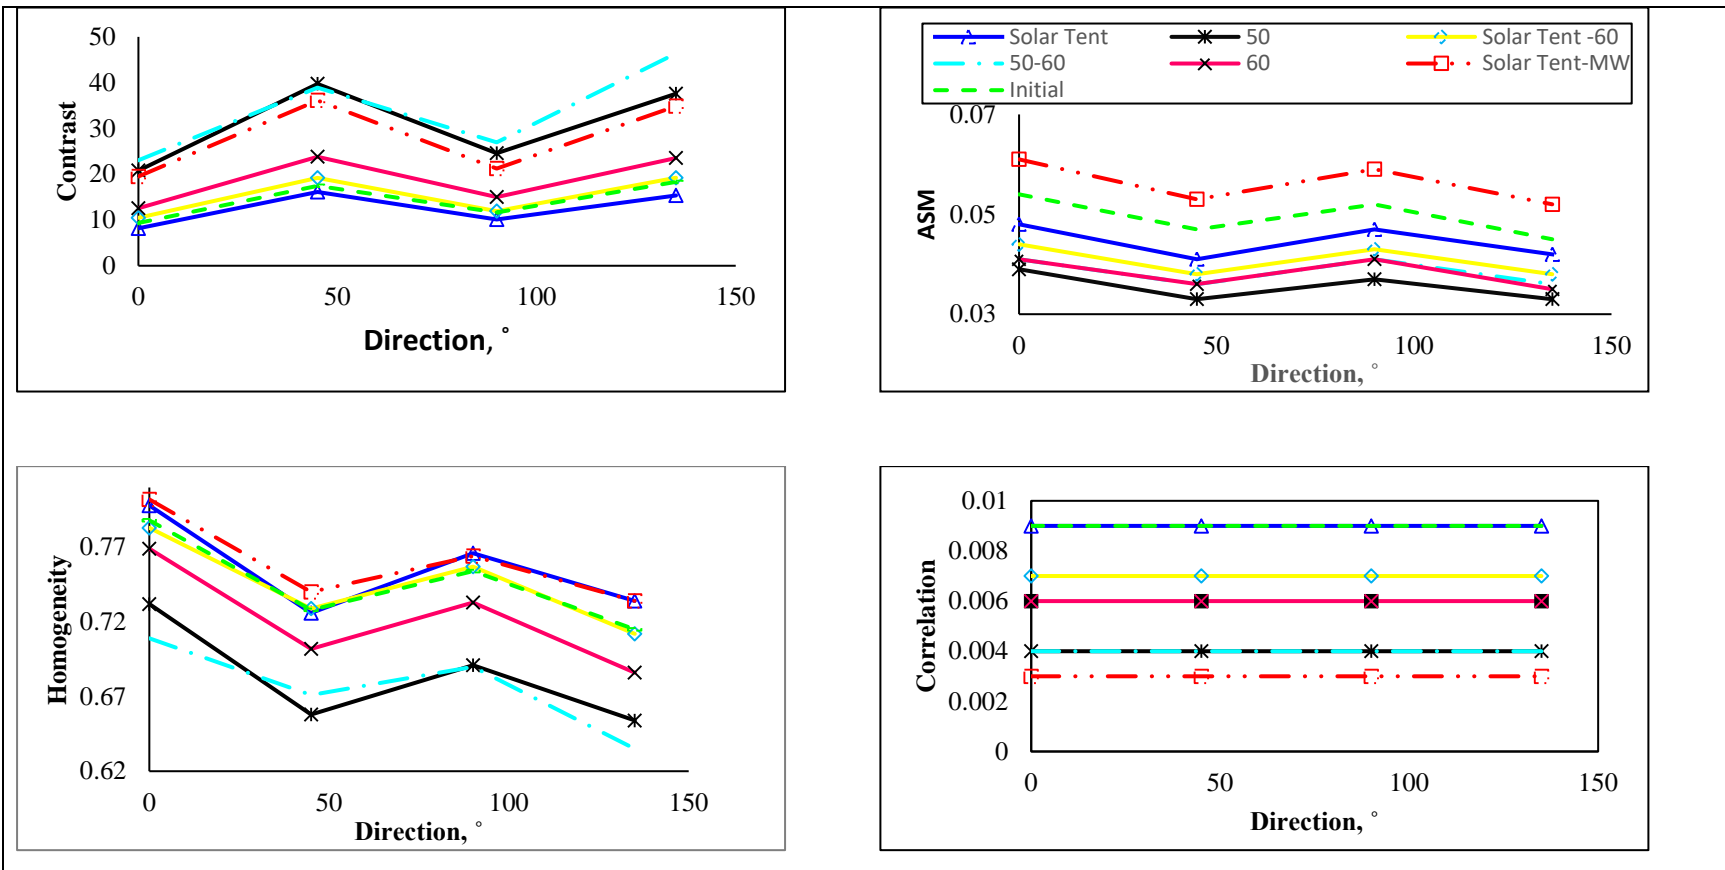 50
40
30
20
10
0
Contrast
0 50 100 150
Direction, °
Solar Tent 50 Solar Tent -60
50-60 60 Solar Tent-MW
Initial
0.07
0.05
0.03
ASM
0 50 100 150
Direction, °
0.77
0.72
0.67
0.62
Homogeneity
0 50 100 150
Direction, °
0.01
0.008
0.006
0.004
0.002
0
Correlation
0 50 100 150
Direction, °